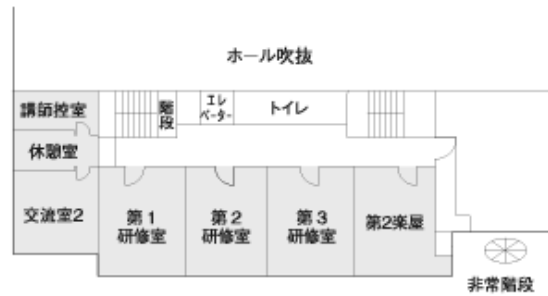 ホール吹抜
講師控室
階段
エレベーター
トイレ
休憩室
交流室2
第1
研修室
第2
研修室
第3
研修室
第2楽屋
非常階段